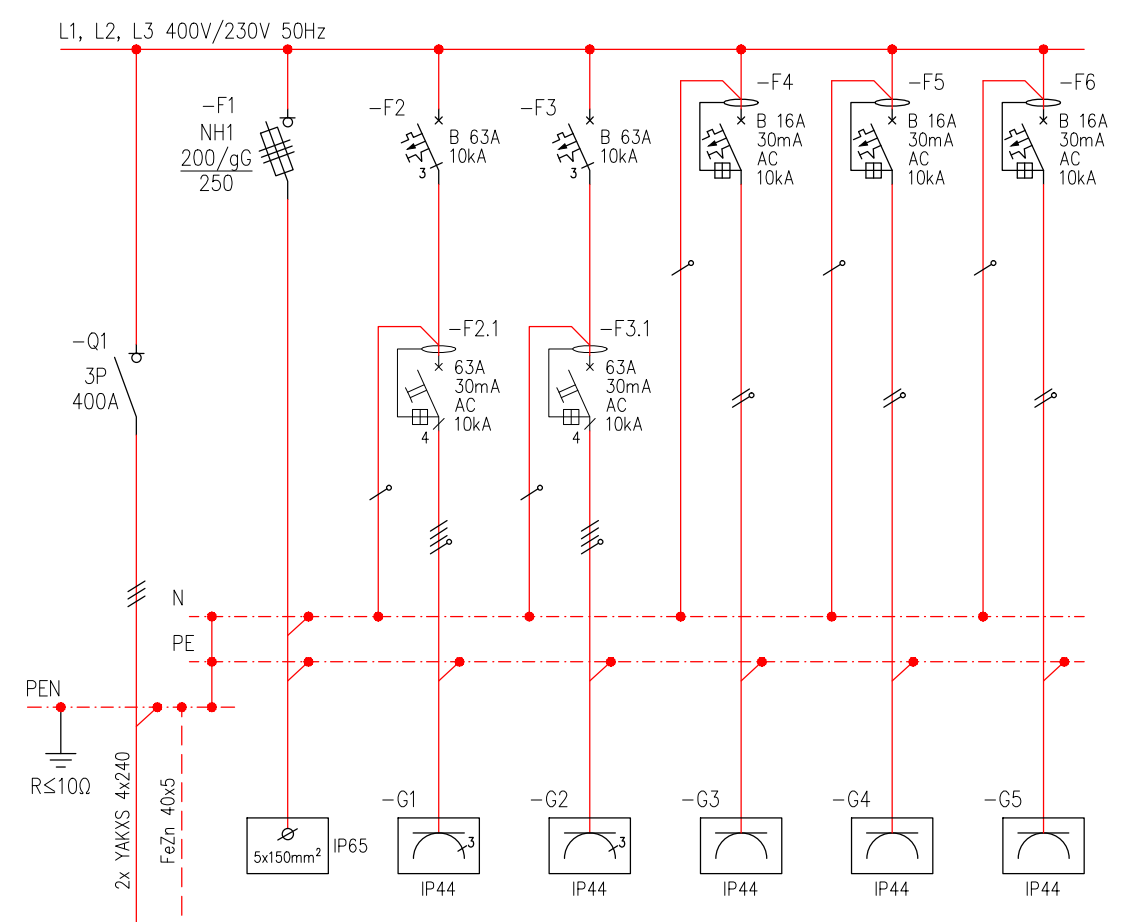 L1, L2, L3 400V/230V 50Hz
-F1
NH1
200/gG
250
-F2
B 63A
10kA
3
-F3
B 63A
10kA
3
-F4
B 16A
30mA
AC
10kA
-F5
B 16A
30mA
AC
10kA
-F6
B 16A
30mA
AC
10kA
-Q1
3P
400A
-F2.1
63A
30mA
AC
10kA
4
-F3.1
63A
30mA
AC
10kA
4
N
PE
PEN
R≤10Ω
2x YAKXS 4x240
FeZn 40x5
5x150mm²
IP65
-G1
3
IP44
-G2
3
IP44
-G3
IP44
-G4
IP44
-G5
IP44